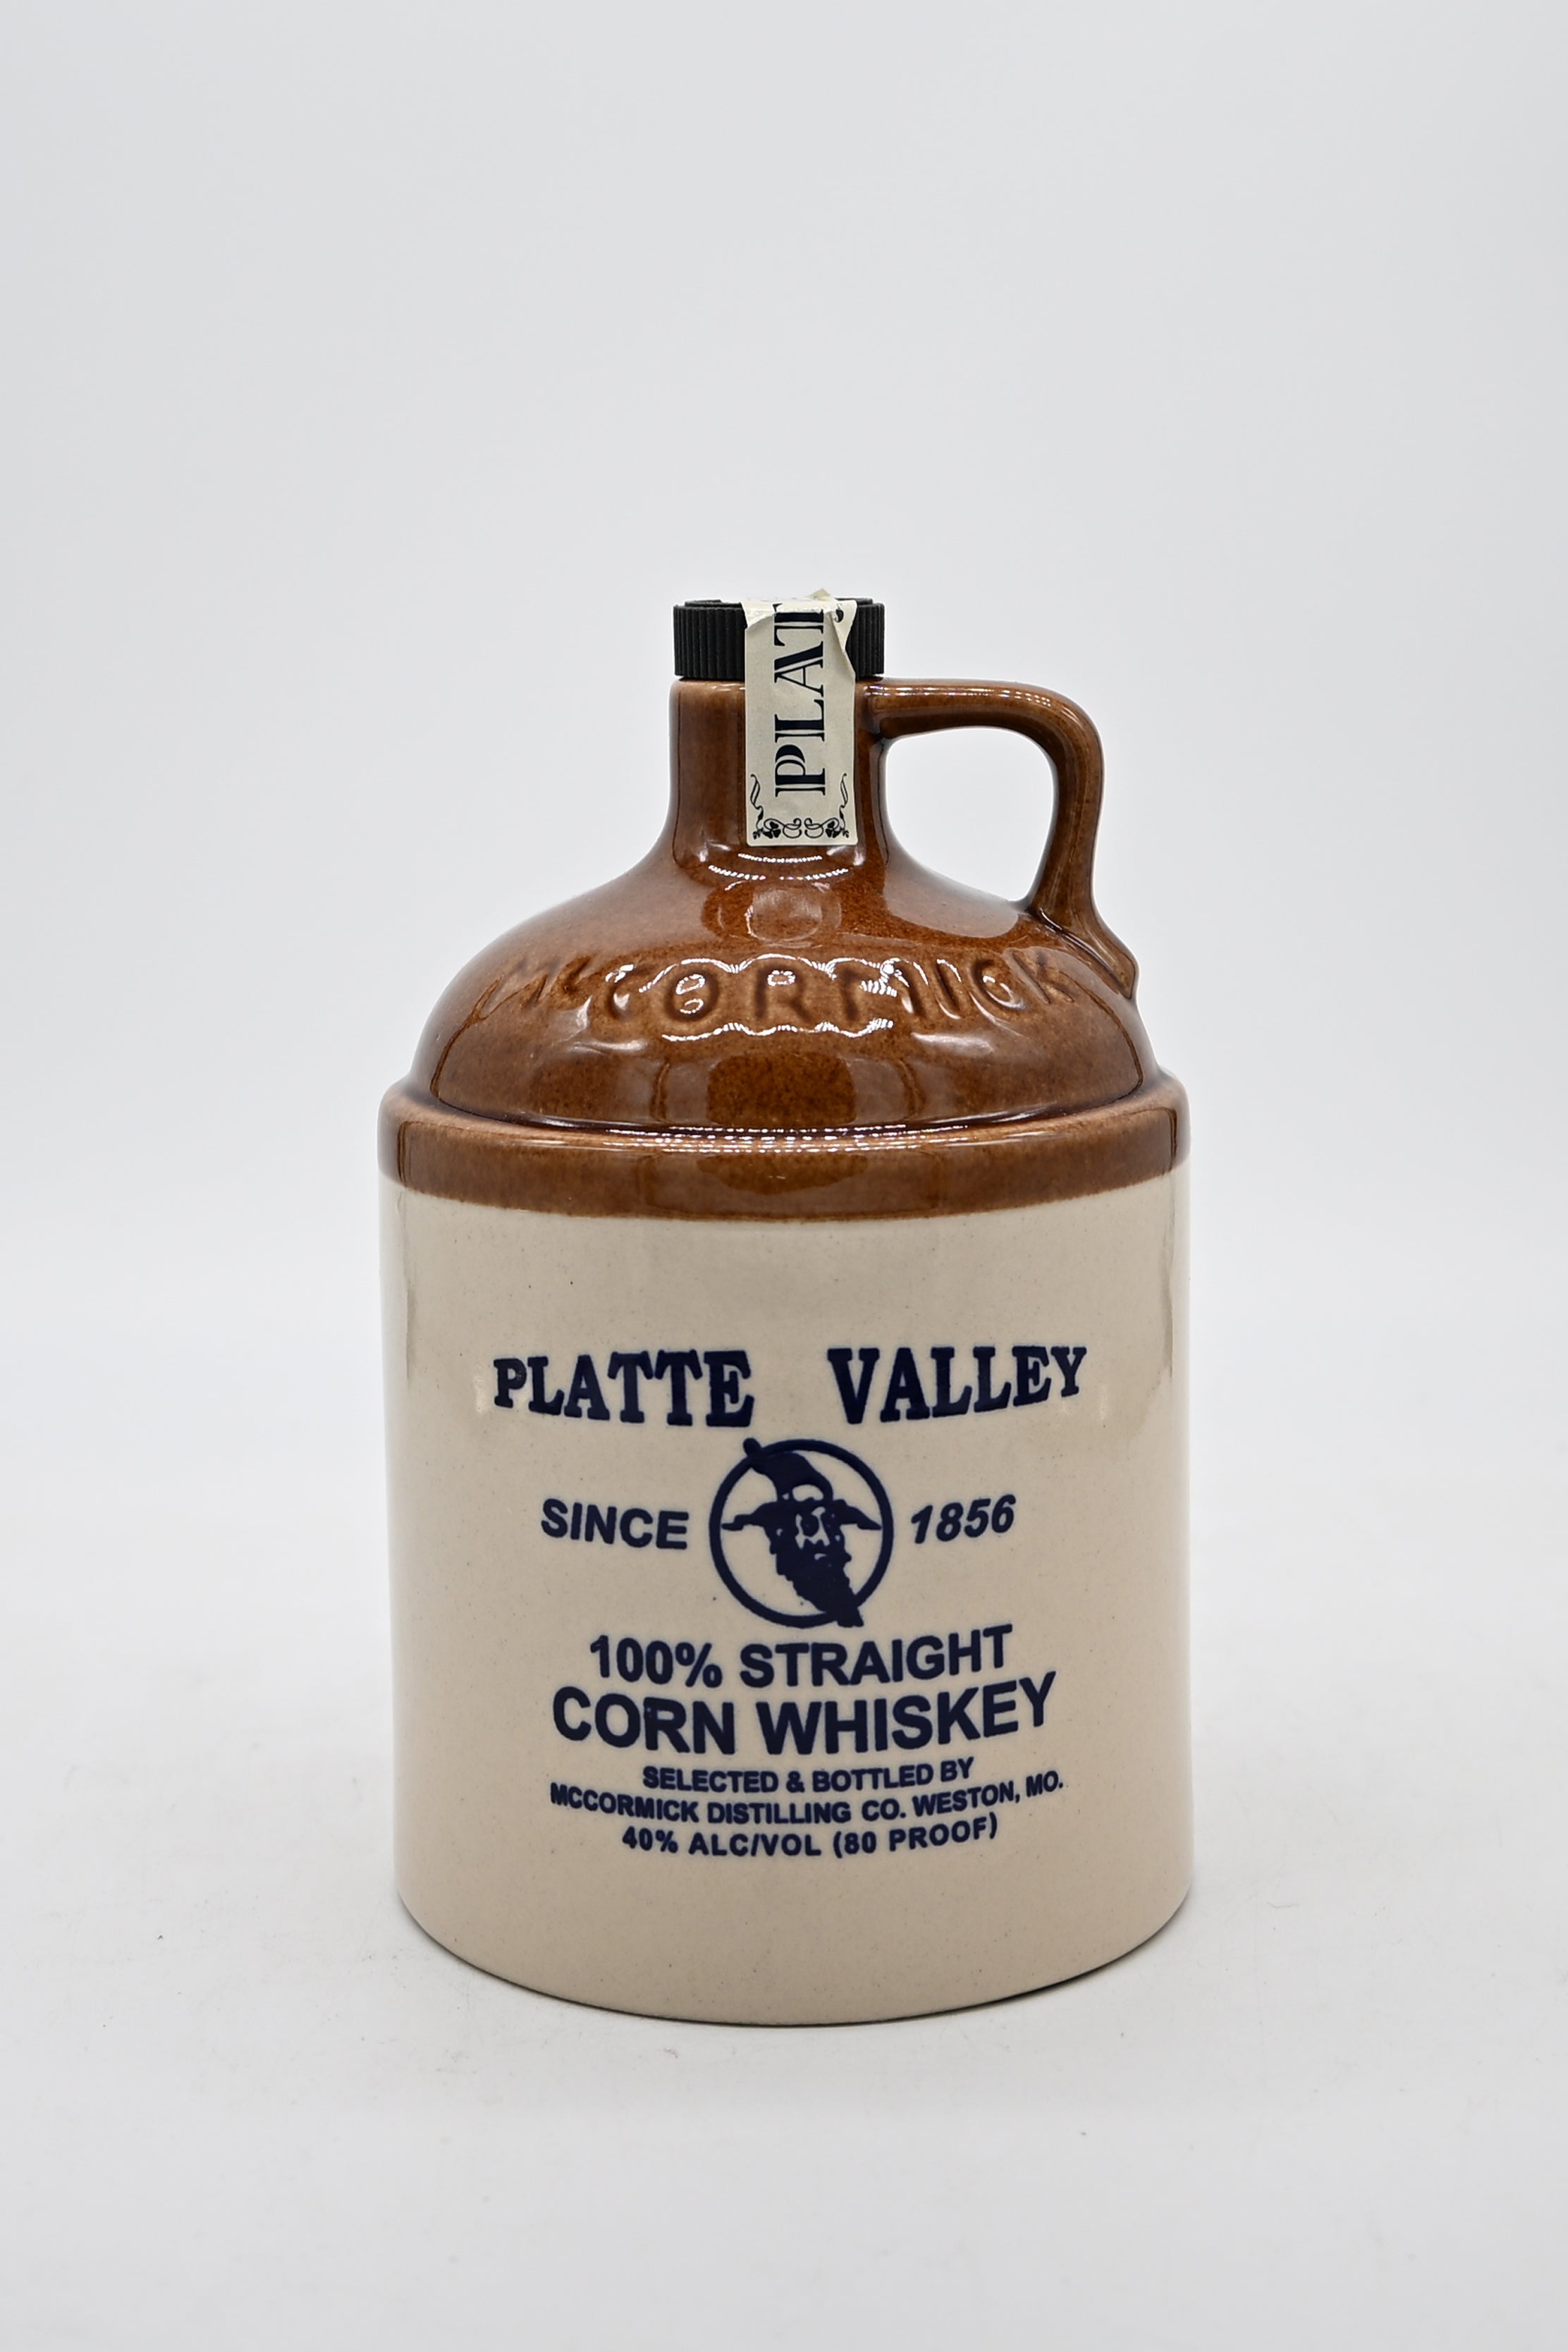 PLAT
McCORMICK
PLATTE VALLEY
SINCE 1856
100% STRAIGHT
CORN WHISKEY
SELECTED & BOTTLED BY
MCCORMICK DISTILLING CO. WESTON, MO.
40% ALC/VOL (80 PROOF)